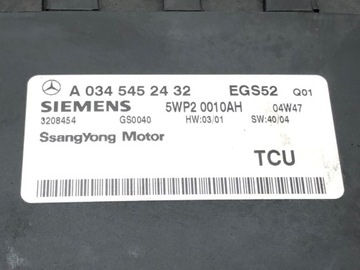 A 034 545 24 32 EGS52 Q01
SIEMENS 5WP2 0010AH 04W47
3208454 GS0040 HW:03/01 SW:40/04
SsangYong Motor
TCU